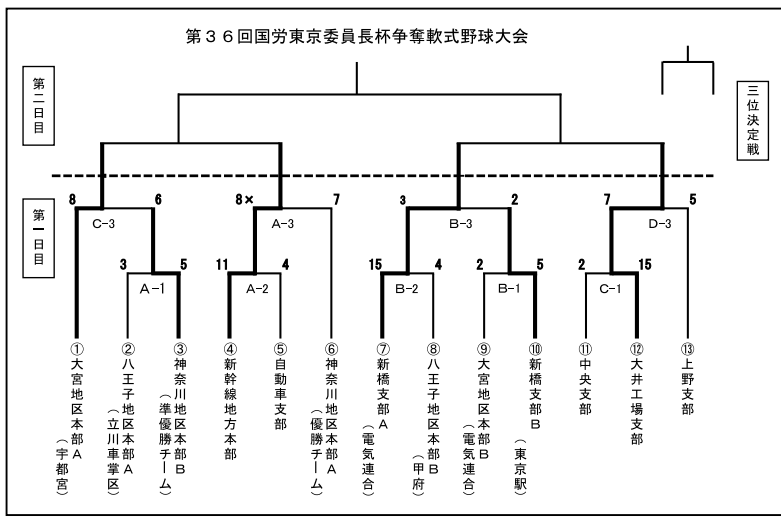 第３６回国労東京委員長杯争奪軟式野球大会
第二日目
三位決定戦
第一日目
8
6
8×
7
3
2
7
5
C-3
A-3
B-3
D-3
3
5
11
4
15
4
2
5
2
15
A-1
A-2
B-2
B-1
C-1
①大宮地区本部A
（宇都宮）
②八王子地区本部A
（立川車掌区）
③神奈川地区本部B
（準優勝チーム）
④新幹線地方本部
⑤自動車支部
⑥神奈川地区本部A
（優勝チーム）
⑦新橋支部A
（電気連合）
⑧八王子地区本部B
（甲府）
⑨大宮地区本部B
（電気連合）
⑩新橋支部B
（東京駅）
⑪中央支部
⑫大井工場支部
⑬上野支部